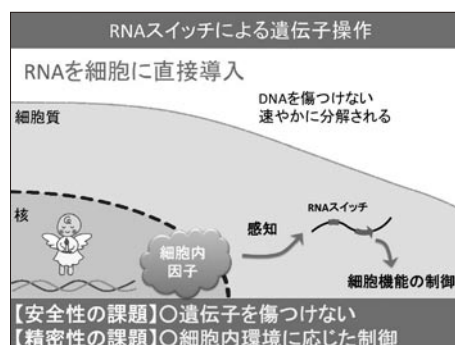 RNAスイッチによる遺伝子操作
RNAを細胞に直接導入
DNAを傷つけない
速やかに分解される
細胞質
核
細胞内
因子
感知
RNAスイッチ
細胞機能の制御
【安全性の課題】○遺伝子を傷つけない
【精密性の課題】○細胞内環境に応じた制御